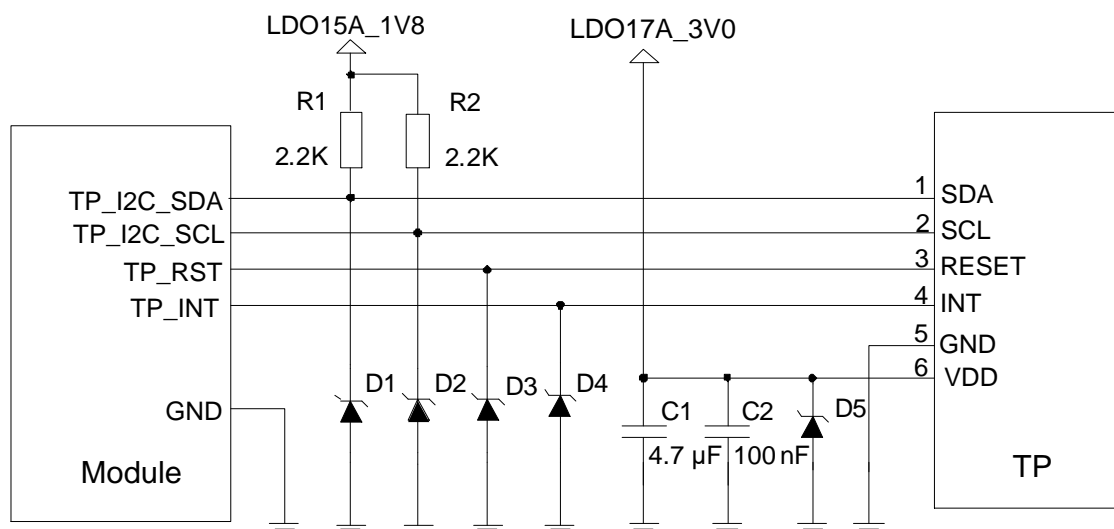 LDO15A_1V8
LDO17A_3V0
R1
R2
2.2K
2.2K
TP_I2C_SDA
1
SDA
TP_I2C_SCL
2
SCL
TP_RST
3
RESET
TP_INT
4
INT
5
GND
6
VDD
D1
D2
D3
D4
GND
C1
C2
D5
4.7 µF
100 nF
Module
TP